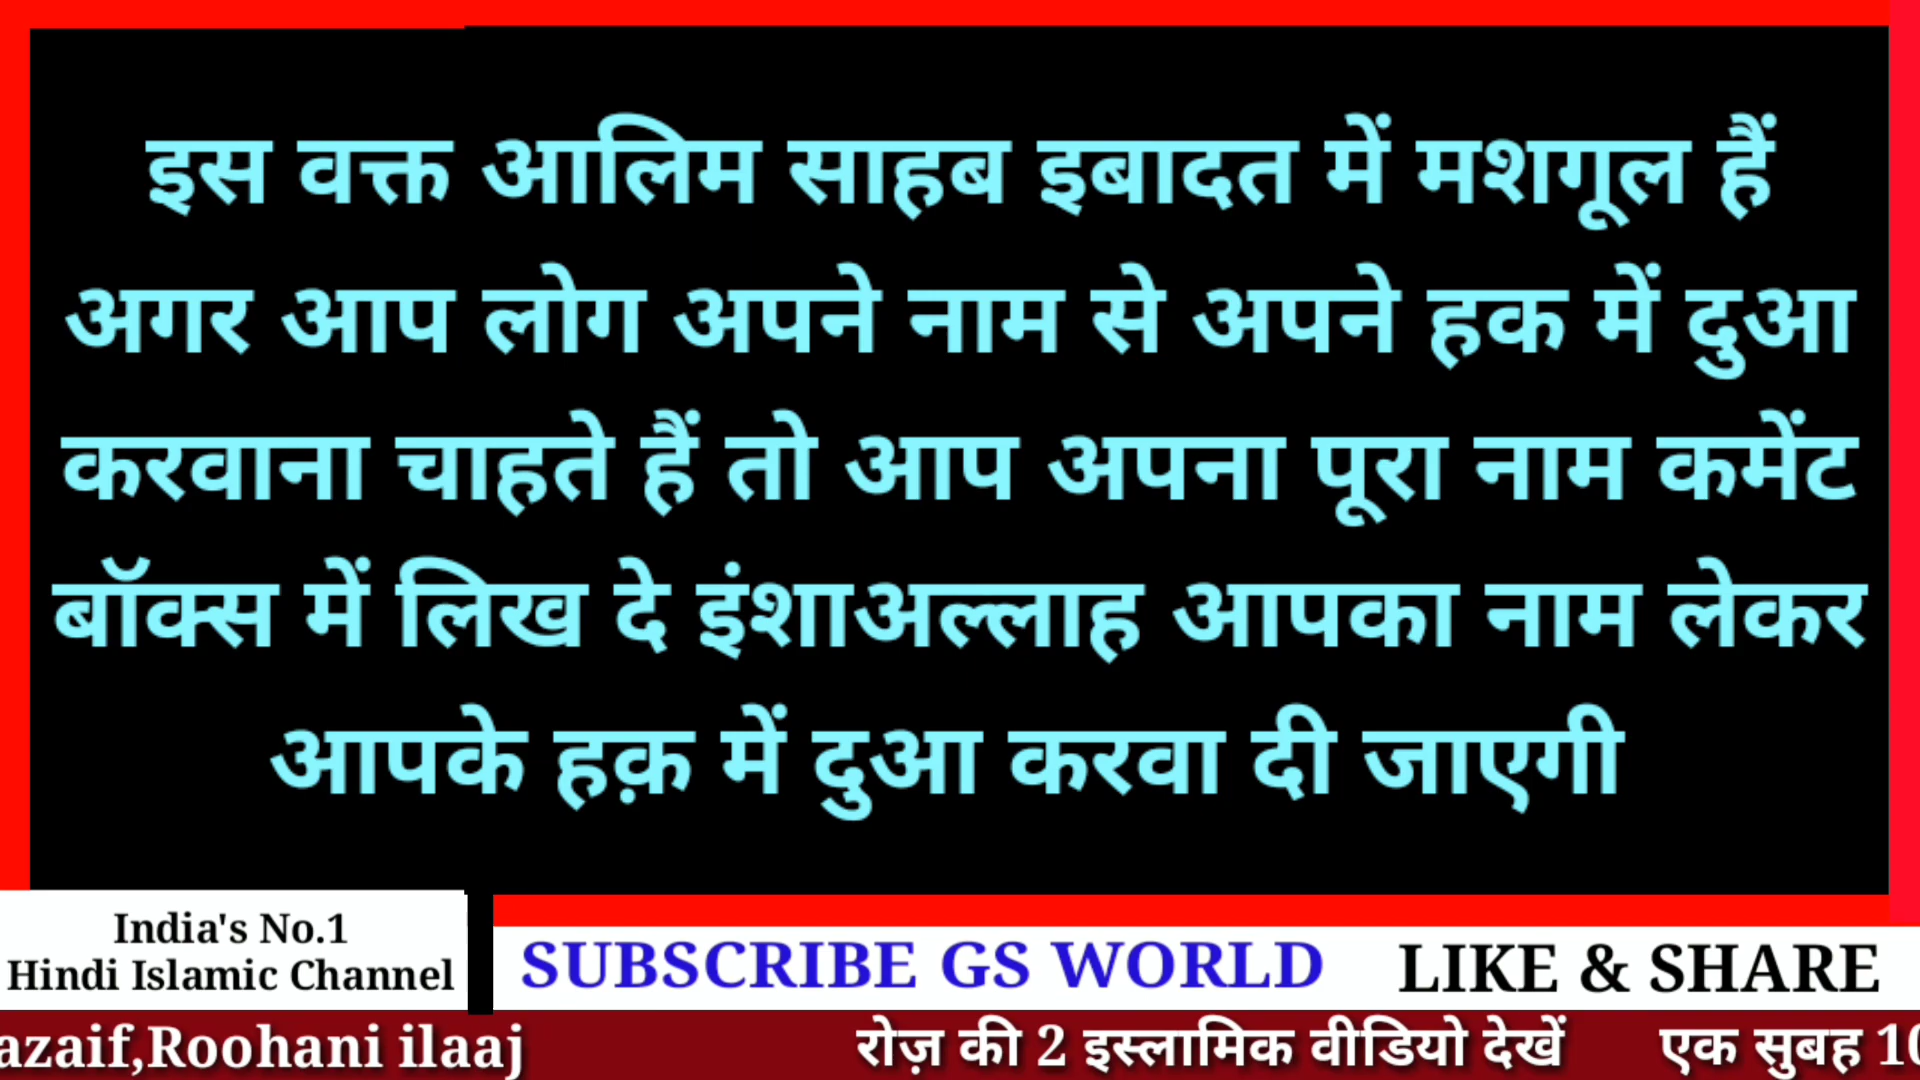 इस वक्त आलिम साहब इबादत में मशगूल हैं
अगर आप लोग अपने नाम से अपने हक में दुआ
करवाना चाहते हैं तो आप अपना पूरा नाम कमेंट
बॉक्स में लिख दे इंशाअल्लाह आपका नाम लेकर
आपके हक़ में दुआ करवा दी जाएगी
India's No.1
Hindi Islamic Channel
SUBSCRIBE GS WORLD LIKE & SHARE
azaif,Roohani ilaaj रोज़ की 2 इस्लामिक वीडियो देखें एक सुबह 10